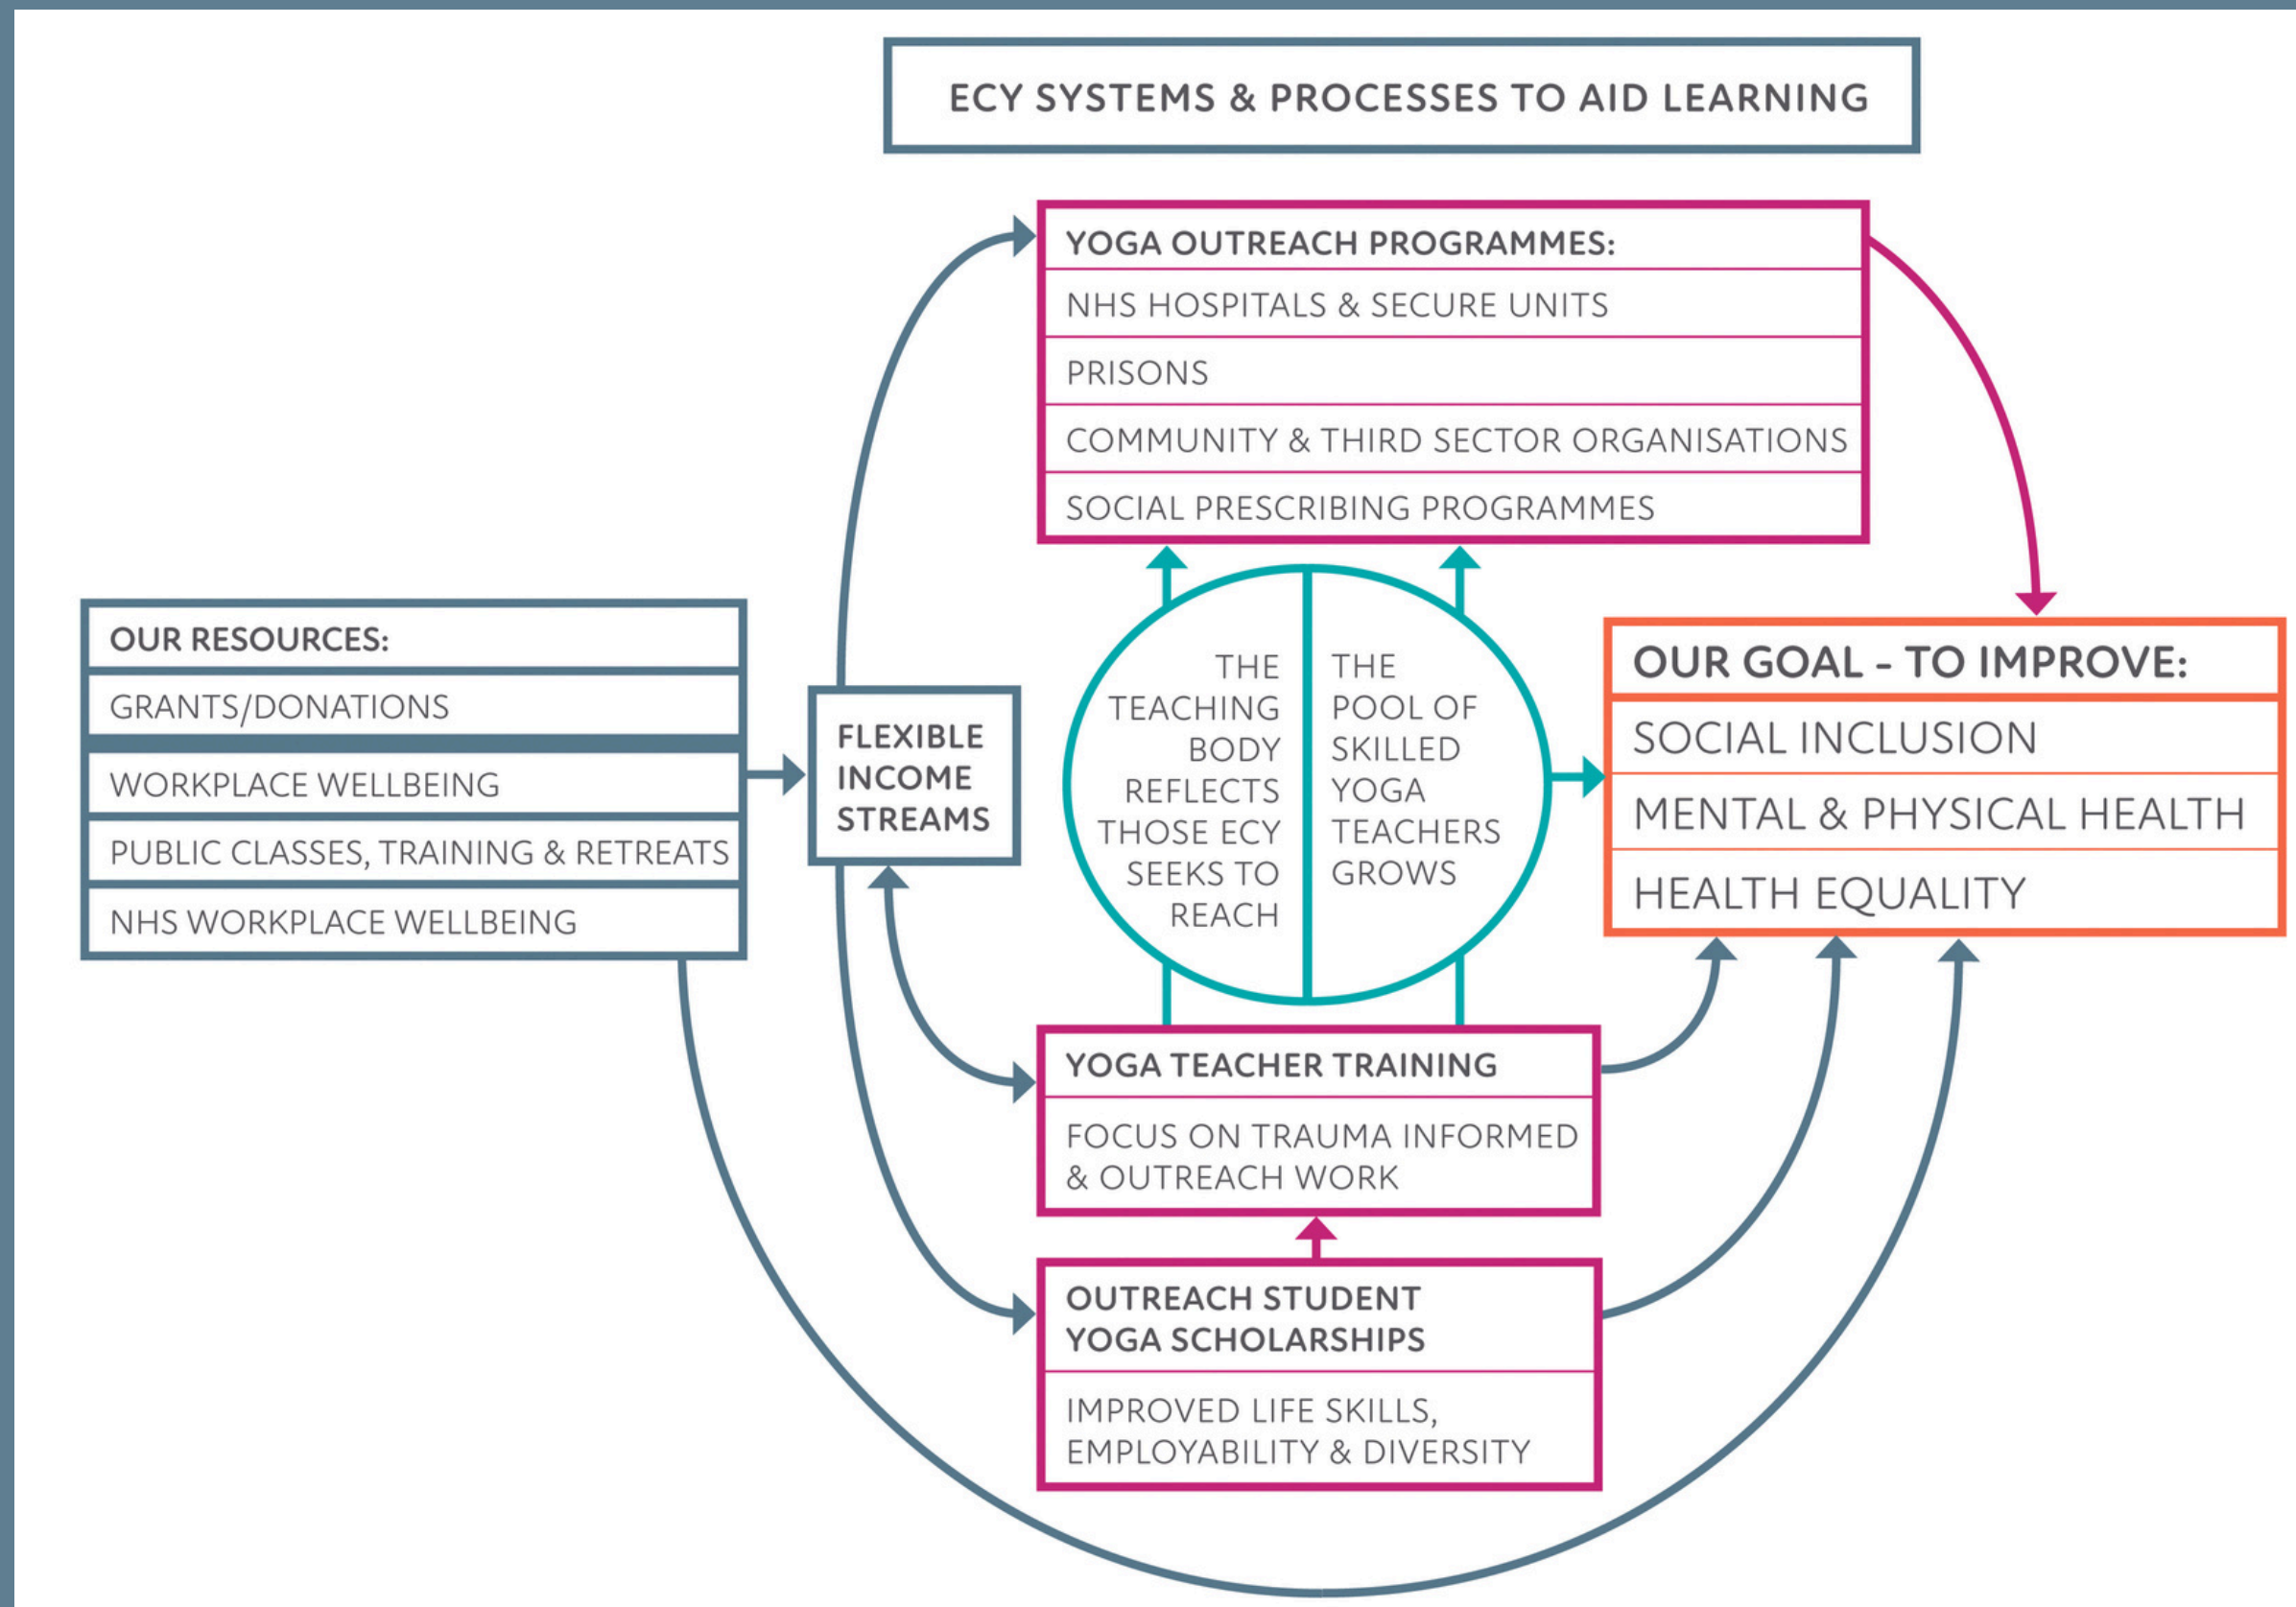 ECY SYSTEMS & PROCESSES TO AID LEARNING
YOGA OUTREACH PROGRAMMES:
NHS HOSPITALS & SECURE UNITS
PRISONS
COMMUNITY & THIRD SECTOR ORGANISATIONS
SOCIAL PRESCRIBING PROGRAMMES
OUR RESOURCES:
GRANTS/DONATIONS
WORKPLACE WELLBEING
PUBLIC CLASSES, TRAINING & RETREATS
NHS WORKPLACE WELLBEING
FLEXIBLE
INCOME
STREAMS
THE
TEACHING
BODY
REFLECTS
THOSE ECY
SEEKS TO
REACH
THE
POOL OF
SKILLED
YOGA
TEACHERS
GROWS
OUR GOAL - TO IMPROVE:
SOCIAL INCLUSION
MENTAL & PHYSICAL HEALTH
HEALTH EQUALITY
YOGA TEACHER TRAINING
FOCUS ON TRAUMA INFORMED
& OUTREACH WORK
OUTREACH STUDENT
YOGA SCHOLARSHIPS
IMPROVED LIFE SKILLS,
EMPLOYABILITY & DIVERSITY